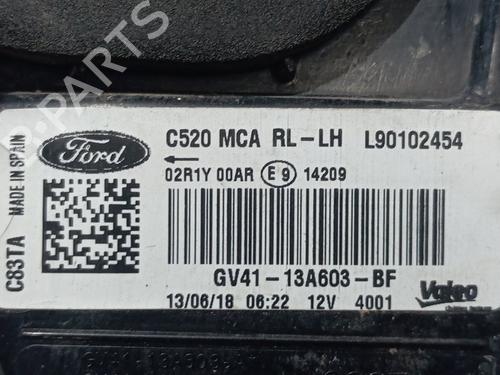 PARTS
C520 MCA RL-LH L90102454
Ford
02R1Y 00AR E9 14209
MADE IN SPAIN
C83TA
GV41-13A603-BF
13/06/18 06:22 12V 4001
Valeo